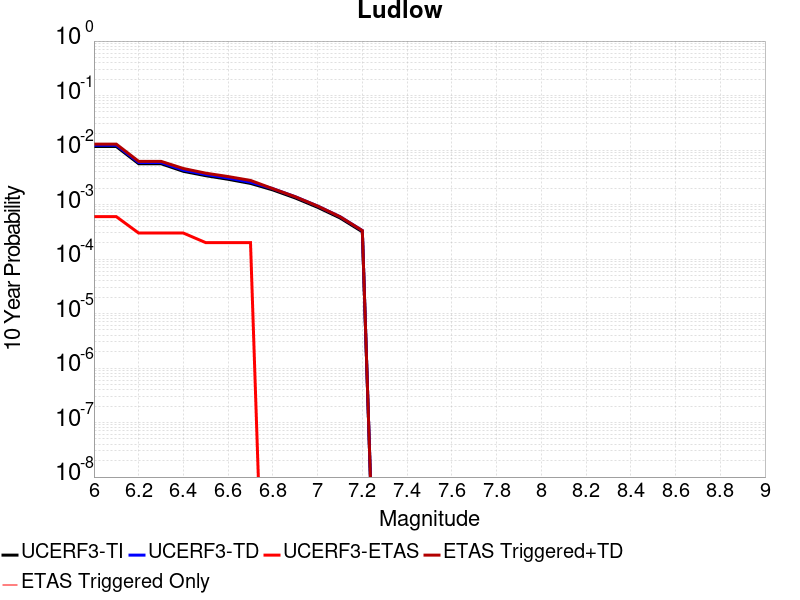 Ludlow
10 Year Probability
10^0
10^-1
10^-2
10^-3
10^-4
10^-5
10^-6
10^-7
10^-8
6 6.2 6.4 6.6 6.8 7 7.2 7.4 7.6 7.8 8 8.2 8.4 8.6 8.8 9
Magnitude
UCERF3-TI UCERF3-TD UCERF3-ETAS ETAS Triggered+TD
ETAS Triggered Only